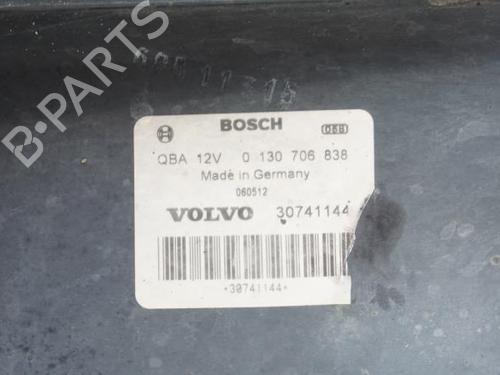 BOSCH
QBA 12V 0 130 706 838
Made in Germany
060512
VOLVO 30741144
*30741144*
B-PARTS